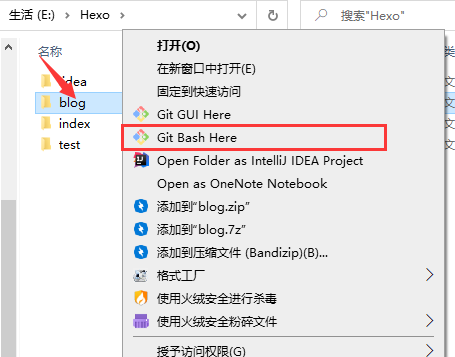 生活 (E:) > Hexo >
搜索"Hexo"
名称
idea
blog
index
test
打开(O)
在新窗口中打开(E)
固定到快速访问
Git GUI Here
Git Bash Here
Open Folder as IntelliJ IDEA Project
Open as OneNote Notebook
添加到"blog.zip"
添加到"blog.7z"
添加到压缩文件 (Bandizip)(B)...
格式工厂
使用火绒安全进行杀毒
使用火绒安全粉碎文件
授予访问权限(G)